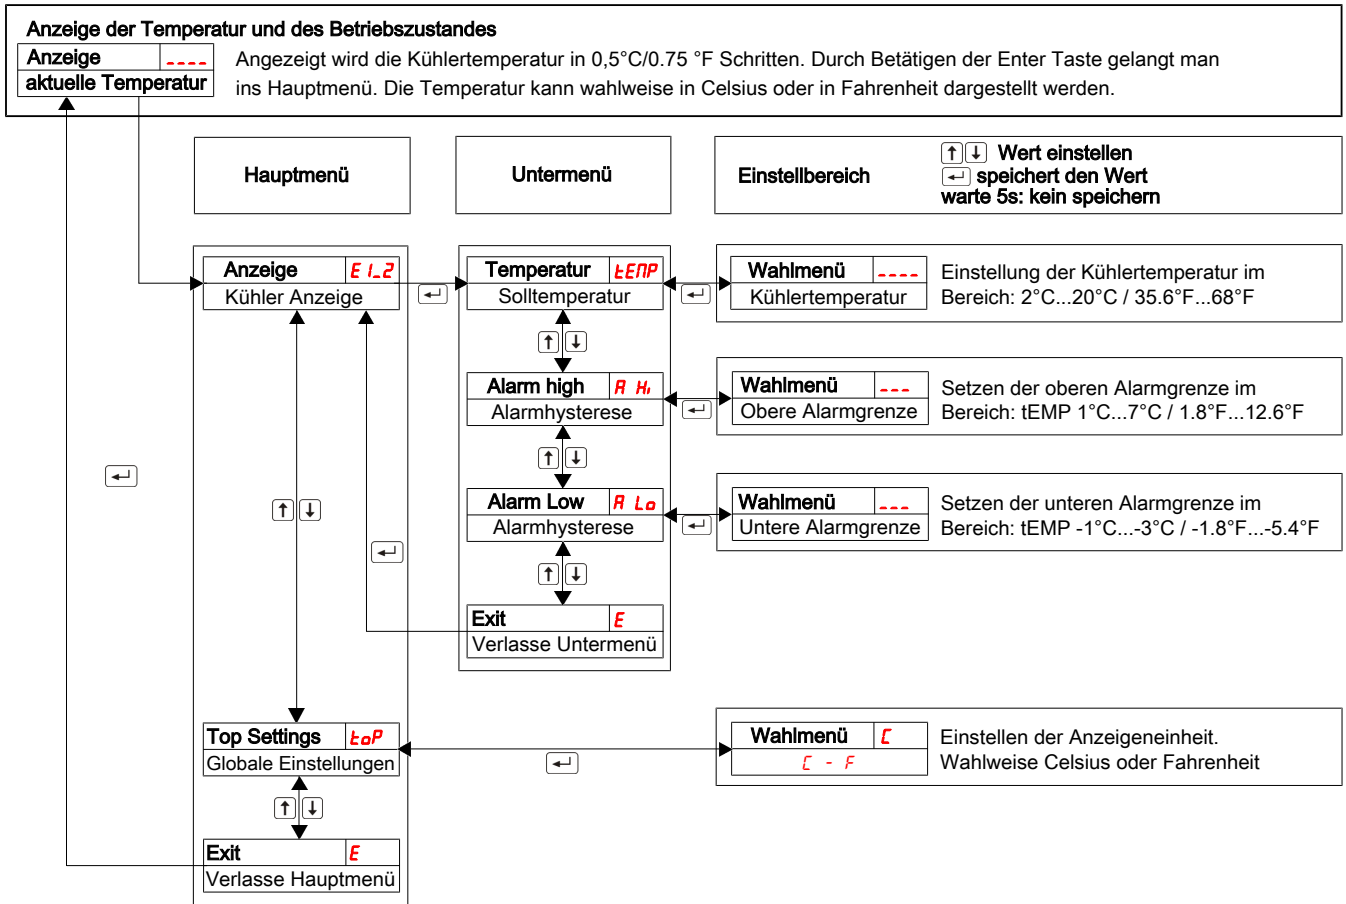 Anzeige der Temperatur und des Betriebszustandes
Anzeige ----
aktuelle Temperatur
Angezeigt wird die Kühlertemperatur in 0,5°C/0.75 °F Schritten. Durch Betätigen der Enter Taste gelangt man
ins Hauptmenü. Die Temperatur kann wahlweise in Celsius oder in Fahrenheit dargestellt werden.
Hauptmenü
Untermenü
Einstellbereich
↑ ↓ Wert einstellen
↵ speichert den Wert
warte 5s: kein speichern
Anzeige E1_2
Kühler Anzeige
↵
Temperatur tEMP
Solltemperatur
↵
Wahlmenü ----
Kühlertemperatur
Einstellung der Kühlertemperatur im
Bereich: 2°C...20°C / 35.6°F...68°F
↑ ↓
Alarm high A Hi
Alarmhysterese
↵
Wahlmenü ---
Obere Alarmgrenze
Setzen der oberen Alarmgrenze im
Bereich: tEMP 1°C...7°C / 1.8°F...12.6°F
↑ ↓
↵
↑ ↓
Alarm Low A Lo
Alarmhysterese
↵
Wahlmenü ---
Untere Alarmgrenze
Setzen der unteren Alarmgrenze im
Bereich: tEMP -1°C...-3°C / -1.8°F...-5.4°F
↵
↑ ↓
Exit E
Verlasse Untermenü
Top Settings toP
Globale Einstellungen
↵
Wahlmenü C
C - F
Einstellen der Anzeigeneinheit.
Wahlweise Celsius oder Fahrenheit
↑ ↓
Exit E
Verlasse Hauptmenü